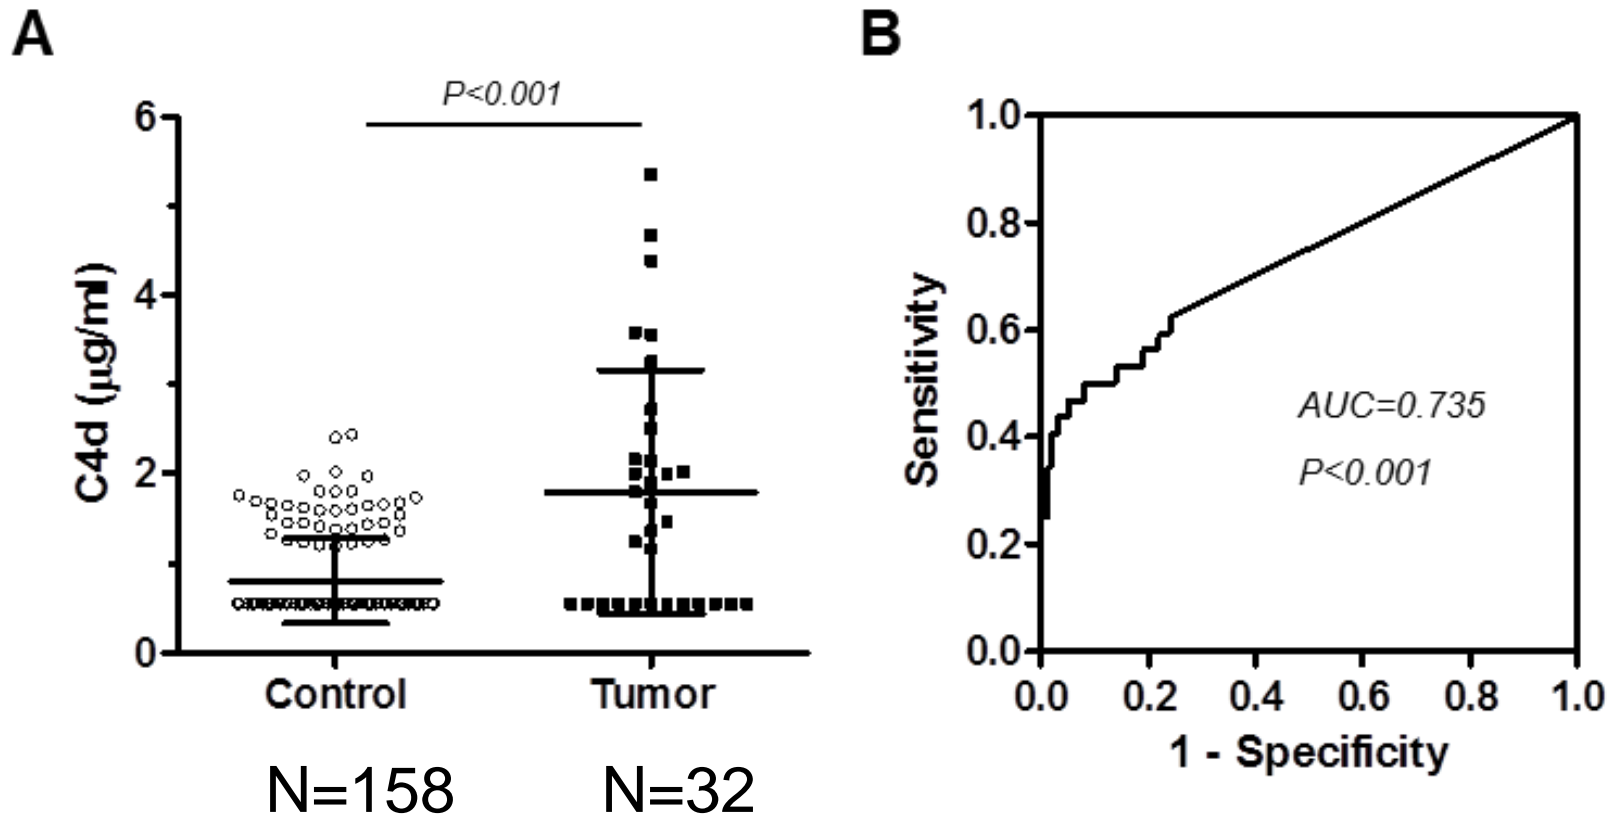 A
P<0.001
6
4
2
0
C4d (μg/ml)
Control
Tumor
N=158
N=32
B
1.0
0.8
0.6
0.4
0.2
0.0
Sensitivity
AUC=0.735
P<0.001
0.0 0.2 0.4 0.6 0.8 1.0
1 - Specificity